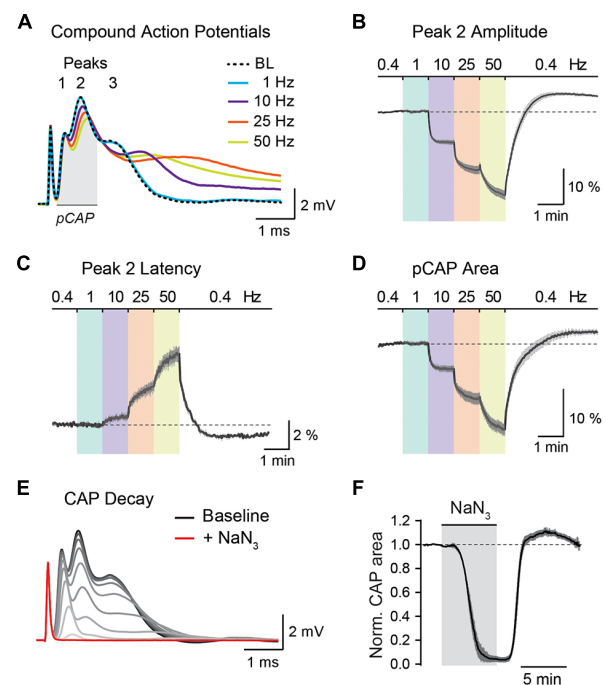 A Compound Action Potentials
Peaks
1 2 3
BL
1 Hz
10 Hz
25 Hz
50 Hz
pCAP
2 mV
1 ms
B Peak 2 Amplitude
0.4 1 10 25 50 0.4 Hz
10 %
1 min
C Peak 2 Latency
0.4 1 10 25 50 0.4 Hz
2 %
1 min
D pCAP Area
0.4 1 10 25 50 0.4 Hz
10 %
1 min
E CAP Decay
Baseline
+ NaN3
2 mV
1 ms
F NaN3
Norm. CAP area
1.2
1.0
0.8
0.6
0.4
0.2
0.0
5 min